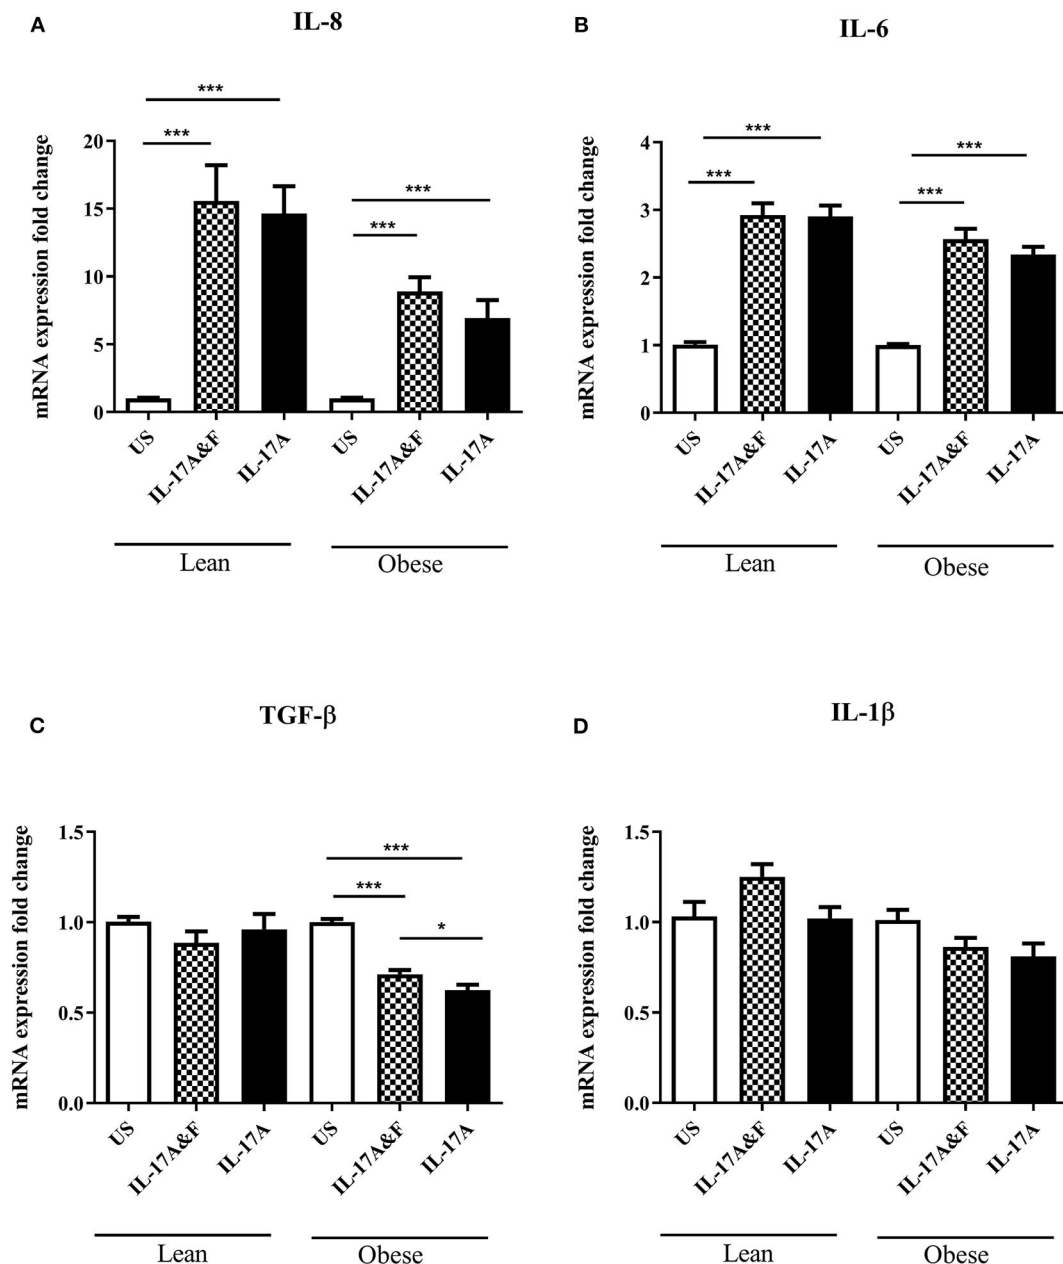 A
IL-8
mRNA expression fold change
20
15
10
5
0
***
***
***
***
US
IL-17A&F
IL-17A
US
IL-17A&F
IL-17A
Lean
Obese
B
IL-6
mRNA expression fold change
4
3
2
1
0
***
***
***
***
US
IL-17A&F
IL-17A
US
IL-17A&F
IL-17A
Lean
Obese
C
TGF-β
mRNA expression fold change
1.5
1.0
0.5
0.0
***
***
*
US
IL-17A&F
IL-17A
US
IL-17A&F
IL-17A
Lean
Obese
D
IL-1β
mRNA expression fold change
1.5
1.0
0.5
0.0
US
IL-17A&F
IL-17A
US
IL-17A&F
IL-17A
Lean
Obese